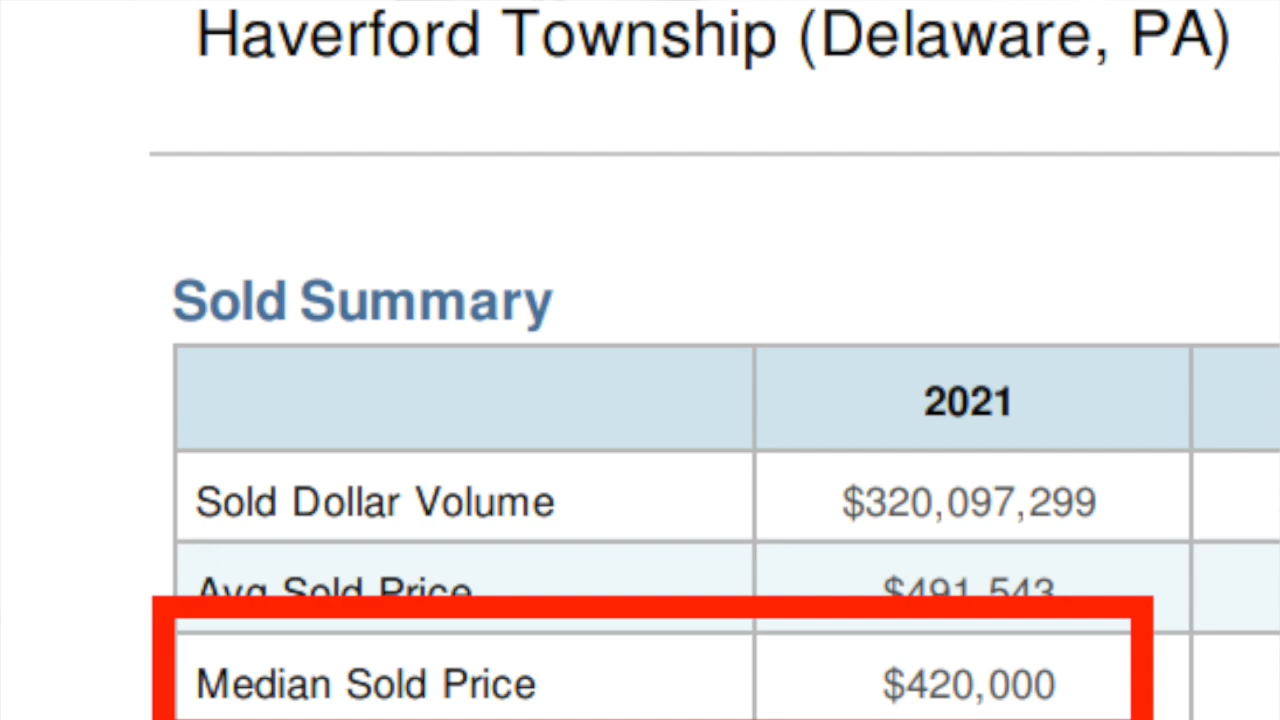 Haverford Township (Delaware, PA)
Sold Summary
2021
Sold Dollar Volume $320,097,299
Avg Sold Price $491,543
Median Sold Price $420,000